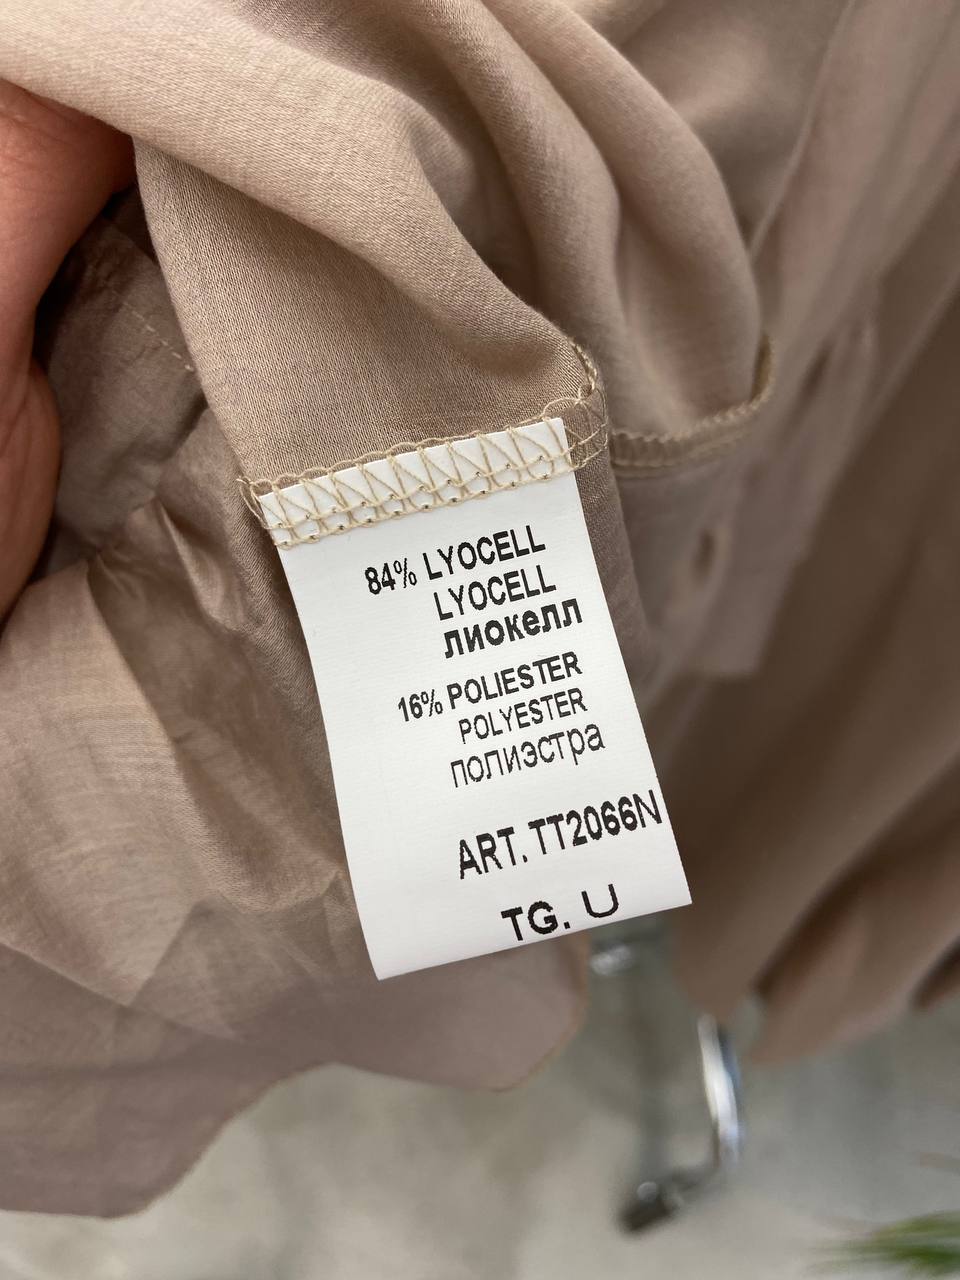 84% LYOCELL
LYOCELL
лиокелл
16% POLIESTER
POLYESTER
полиэстра
ART. TT2066N
TG. U